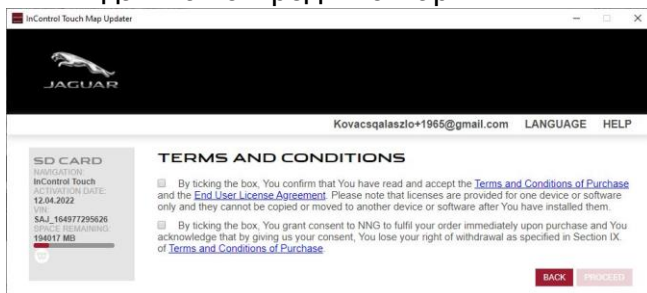 InControl Touch Map Updater
JAGUAR
Kovacsqalaszlo+1965@gmail.com LANGUAGE HELP
SD CARD
NAVIGATION:
InControl Touch
ACTIVATION DATE:
12.04.2022
VIN:
SAJ_164977295626
SPACE REMAINING:
194017 MB
TERMS AND CONDITIONS
By ticking the box, You confirm that You have read and accept the Terms and Conditions of Purchase
and the End User License Agreement. Please note that licenses are provided for one device or software
only and they cannot be copied or moved to another device or software after You have installed them.
By ticking the box, You grant consent to NNG to fulfil your order immediately upon purchase and You
acknowledge that by giving us your consent, You lose your right of withdrawal as specified in Section IX.
of Terms and Conditions of Purchase.
BACK PROCEED